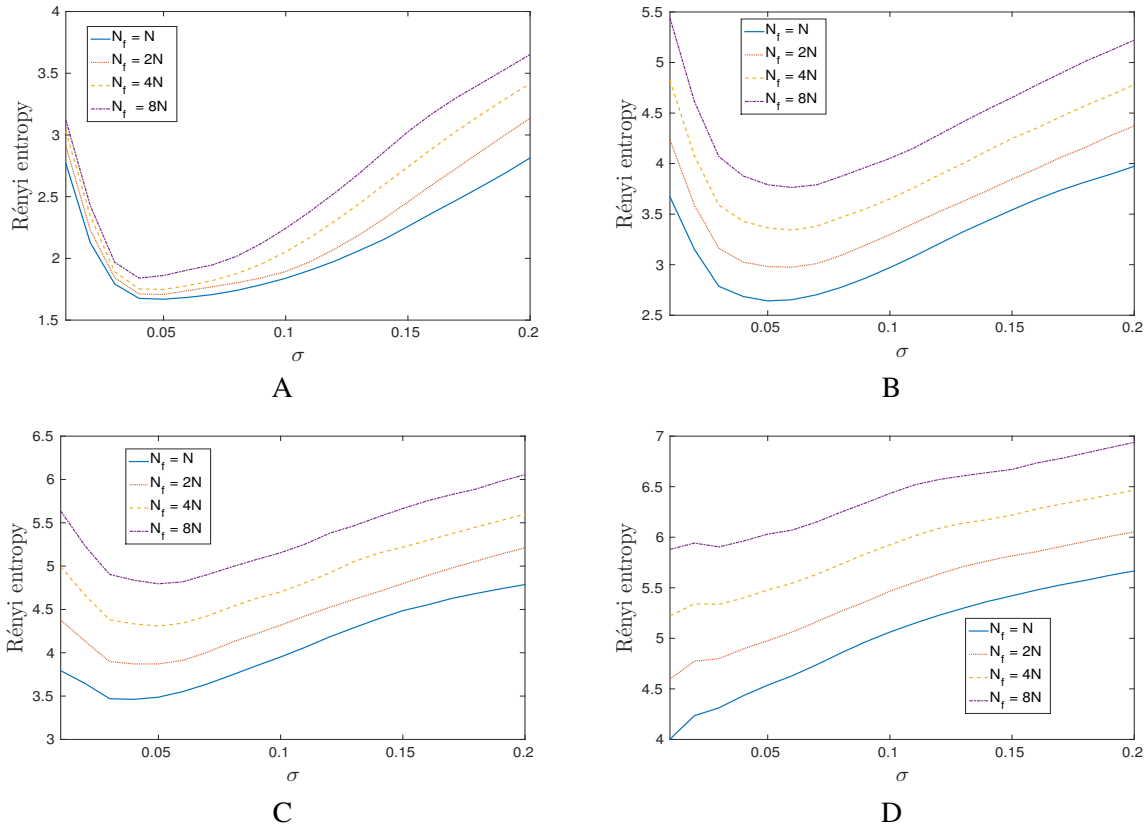 4
3.5
3
2.5
2
1.5
Rényi entropy
N_f = N
N_f = 2N
N_f = 4N
N_f = 8N
0.05 0.1 0.15 0.2
σ
A
5.5
5
4.5
4
3.5
3
2.5
Rényi entropy
N_f = N
N_f = 2N
N_f = 4N
N_f = 8N
0.05 0.1 0.15 0.2
σ
B
6.5
6
5.5
5
4.5
4
3.5
3
Rényi entropy
N_f = N
N_f = 2N
N_f = 4N
N_f = 8N
0.05 0.1 0.15 0.2
σ
C
7
6.5
6
5.5
5
4.5
4
Rényi entropy
N_f = N
N_f = 2N
N_f = 4N
N_f = 8N
0.05 0.1 0.15 0.2
σ
D